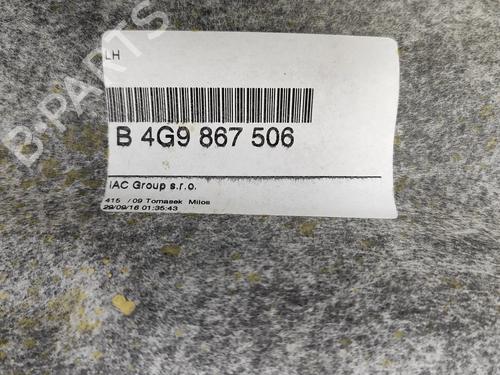 B-PARTS
LH
B 4G9 867 506
IAC Group s.r.o.
415 /09 Tomasek Milos
29/09/16 01:35:43